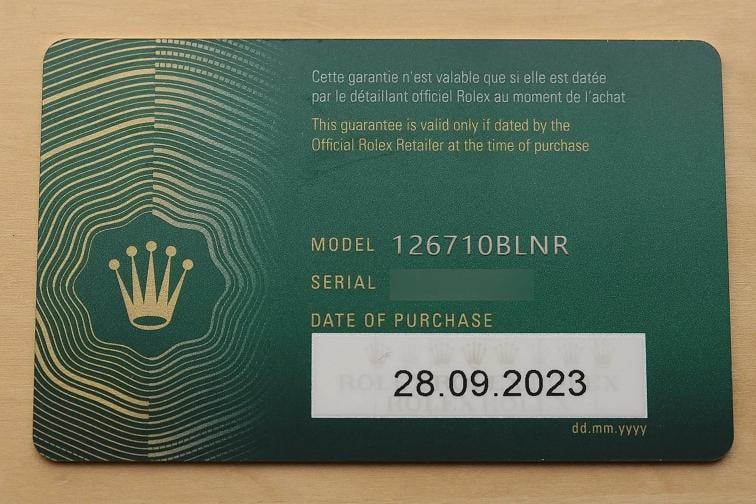 Cette garantie n'est valable que si elle est datée
par le détaillant officiel Rolex au moment de l'achat
This guarantee is valid only if dated by the
Official Rolex Retailer at the time of purchase
MODEL 126710BLNR
SERIAL
DATE OF PURCHASE
28.09.2023
dd.mm.yyyy